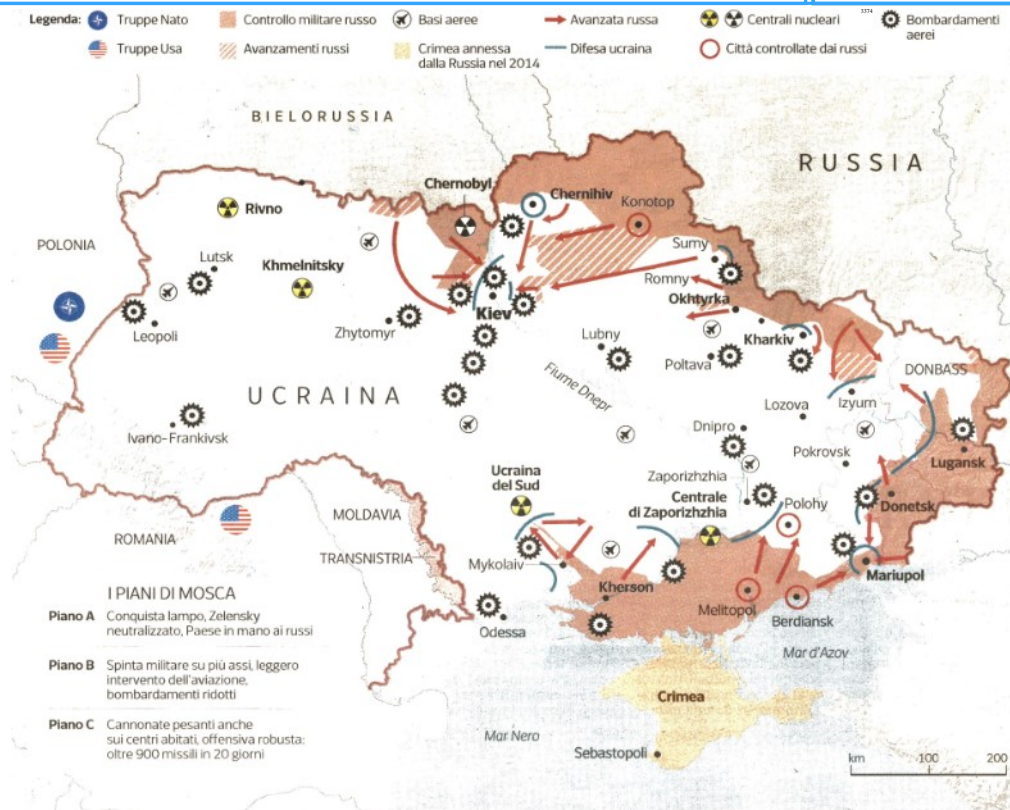 Legenda:
Truppe Nato
Controllo militare russo
Basi aeree
Avanzata russa
Centrali nucleari
3374
Bombardamenti
aerei
Truppe Usa
Avanzamenti russi
Crimea annessa
dalla Russia nel 2014
Difesa ucraina
Città controllate dai russi
BIELORUSSIA
RUSSIA
Chernobyl
Chernihiv
Konotop
Rivno
POLONIA
Sumy
Lutsk
Khmelnitsky
Romny
Okhtyrka
Kiev
Leopoli
Zhytomyr
Lubny
Kharkiv
Poltava
DONBASS
Fiume Dnepr
UCRAINA
Izyum
Lozova
Ivano-Frankivsk
Dnipro
Pokrovsk
Lugansk
Ucraina
del Sud
Zaporizhzhia
Centrale
di Zaporizhzhia
Polohy
Donetsk
MOLDAVIA
ROMANIA
TRANSNISTRIA
Mykolaiv
Kherson
Mariupol
Melitopol
Berdiansk
Odessa
Mar d'Azov
Crimea
Mar Nero
Sebastopoli
km 100 200
I PIANI DI MOSCA
Piano A Conquista lampo, Zelensky
neutralizzato, Paese in mano ai russi
Piano B Spinta militare su più assi, leggero
intervento dell'aviazione,
bombardamenti ridotti
Piano C Cannonate pesanti anche
sui centri abitati, offensiva robusta:
oltre 900 missili in 20 giorni